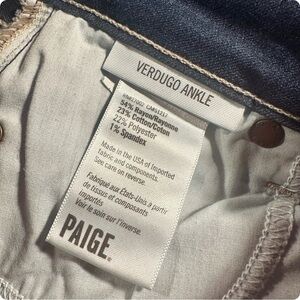 VERDUGO ANKLE
54% Rayon/Rayonne
23% Cotton/Coton
22% Polyester
1% Spandex
Made in the USA of imported
fabric and components.
See care on reverse.
Fabriqué aux États-Unis à partir
de tissus et composants
importés.
Voir le soin sur l'inverse.
PAIGE®